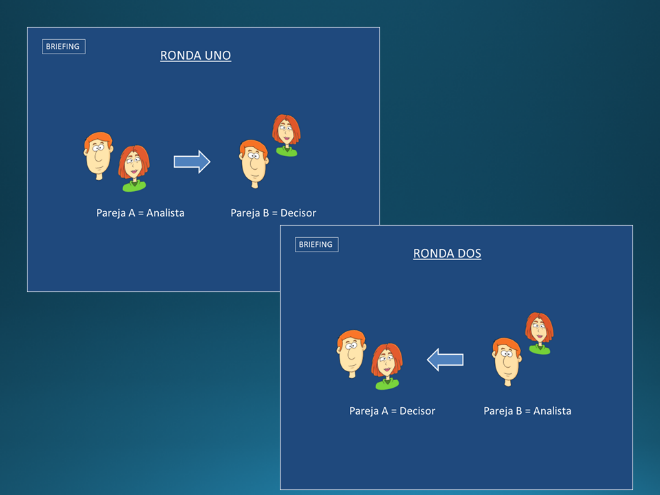 BRIEFING
RONDA UNO
Pareja A = Analista
Pareja B = Decisor
BRIEFING
RONDA DOS
Pareja A = Decisor
Pareja B = Analista